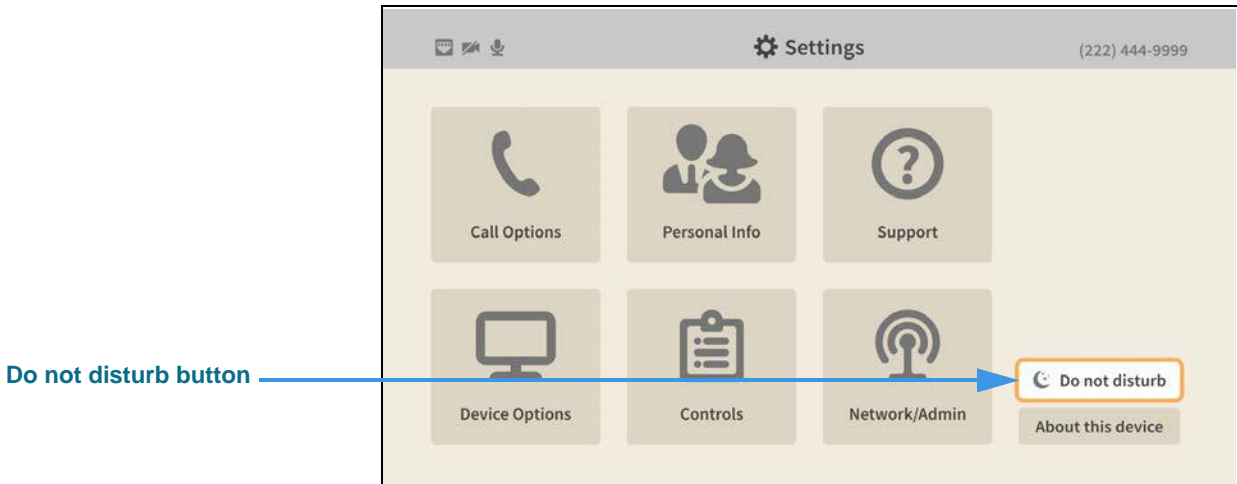 Settings
(222) 444-9999
Call Options
Personal Info
Support
Do not disturb button
Do not disturb
Device Options
Controls
Network/Admin
About this device